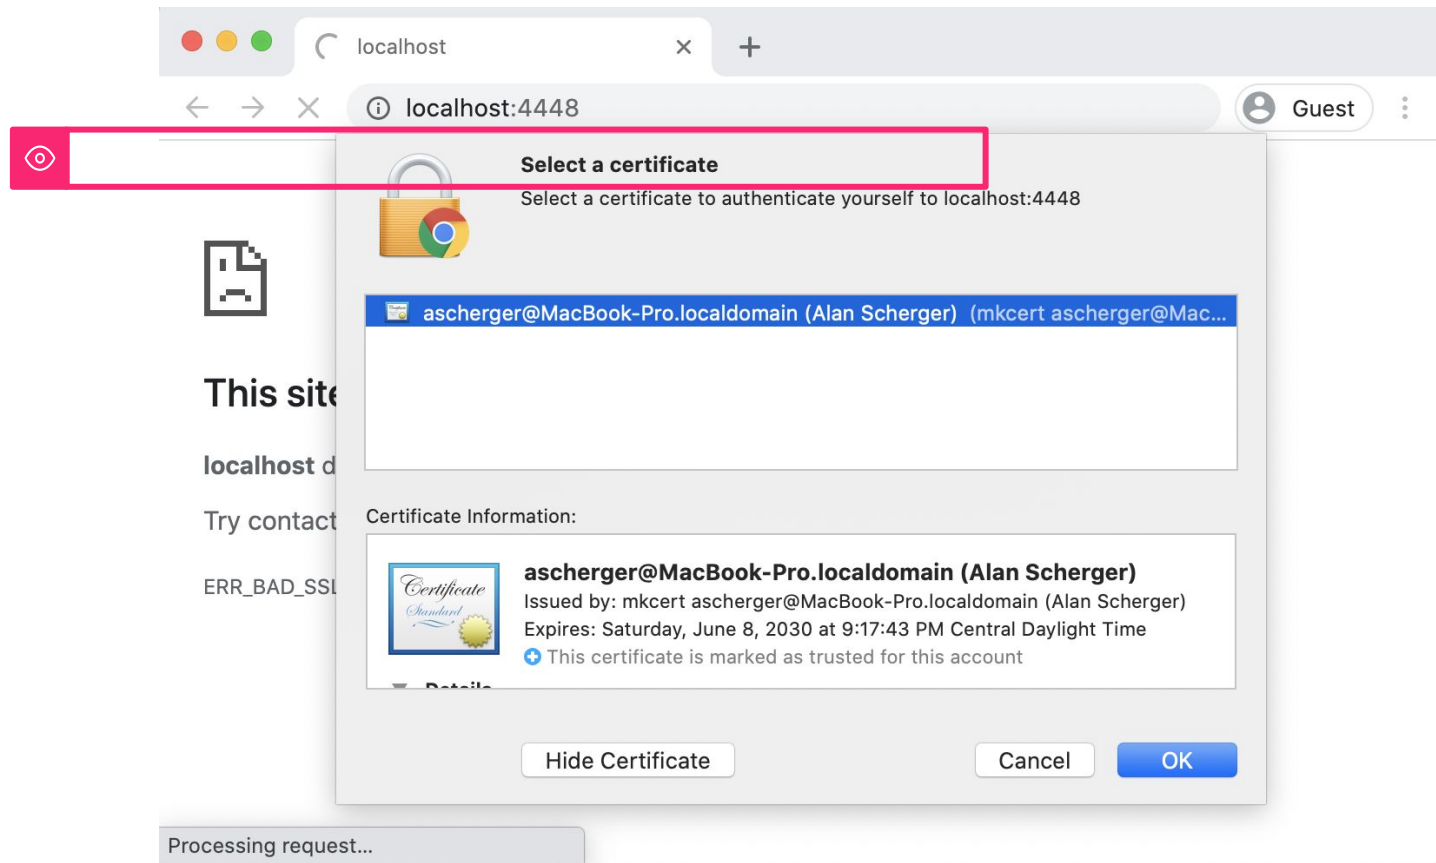 localhost
localhost:4448
Guest
Select a certificate
Select a certificate to authenticate yourself to localhost:4448
ascherger@MacBook-Pro.localdomain (Alan Scherger) (mkcert ascherger@Mac...
This site
localhost d
Try contact
ERR_BAD_SSL
Certificate Information:
Certificate
Standard
ascherger@MacBook-Pro.localdomain (Alan Scherger)
Issued by: mkcert ascherger@MacBook-Pro.localdomain (Alan Scherger)
Expires: Saturday, June 8, 2030 at 9:17:43 PM Central Daylight Time
This certificate is marked as trusted for this account
Details
Hide Certificate
Cancel
OK
Processing request...